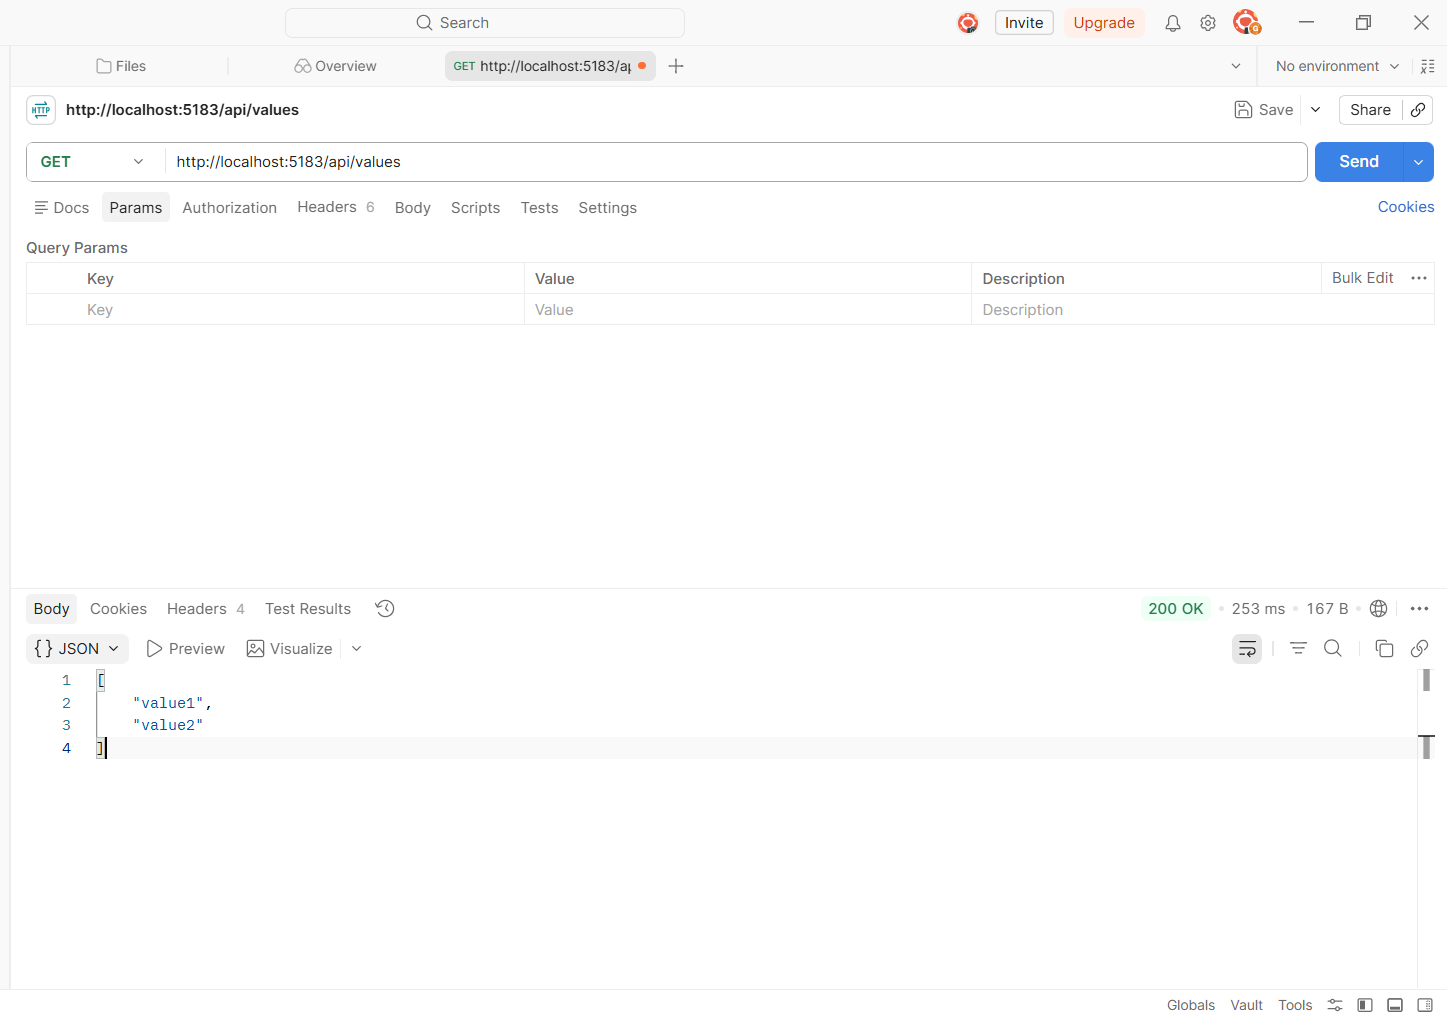 Search
Invite
Upgrade
Files
Overview
GET http://localhost:5183/ap
No environment
HTTP
http://localhost:5183/api/values
Save
Share
GET
http://localhost:5183/api/values
Send
Docs
Params
Authorization
Headers 6
Body
Scripts
Tests
Settings
Cookies
Query Params
Key Value Description Bulk Edit
Key Value Description
Body
Cookies
Headers 4
Test Results
200 OK
253 ms
167 B
{} JSON
Preview
Visualize
1 [
2 "value1",
3 "value2"
4 ]
Globals
Vault
Tools